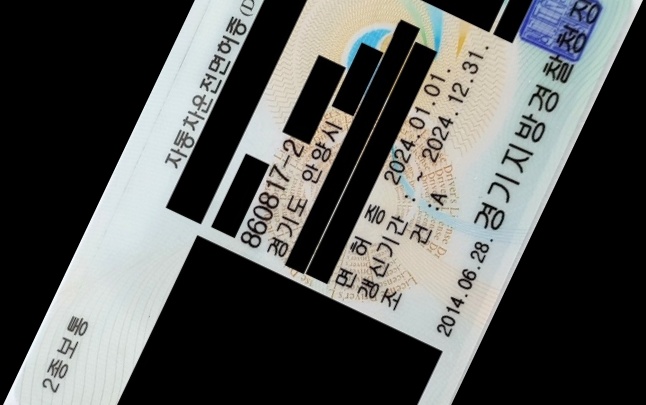 2종보통
자동차운전면허증
860817-2
경기도 안양시
면 허 증
갱신기간 : 2024.01.01.
~ 2024.12.31.
조 건 : A
2014.06.28. 경기지방경찰청장